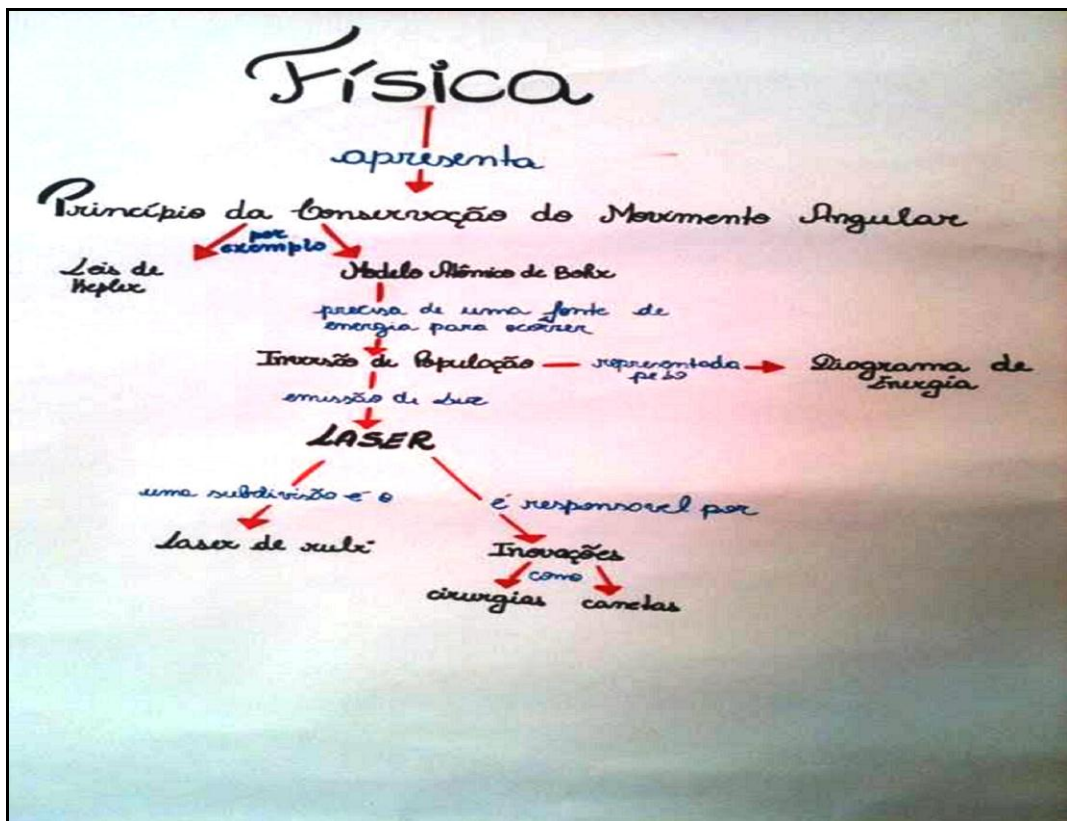 Física
apresenta
Princípio da Conservação do Movimento Angular
por
exemplo
Leis de
Kepler
Modelo Atômico de Bohr
precisa de uma fonte de
energia para ocorrer
Inversão de População
representada
pelo
Diagrama de
Energia
emissão de luz
LASER
uma subdivisão é o
é responsavel por
Laser de rubi
Inovações
como
cirurgias canetas